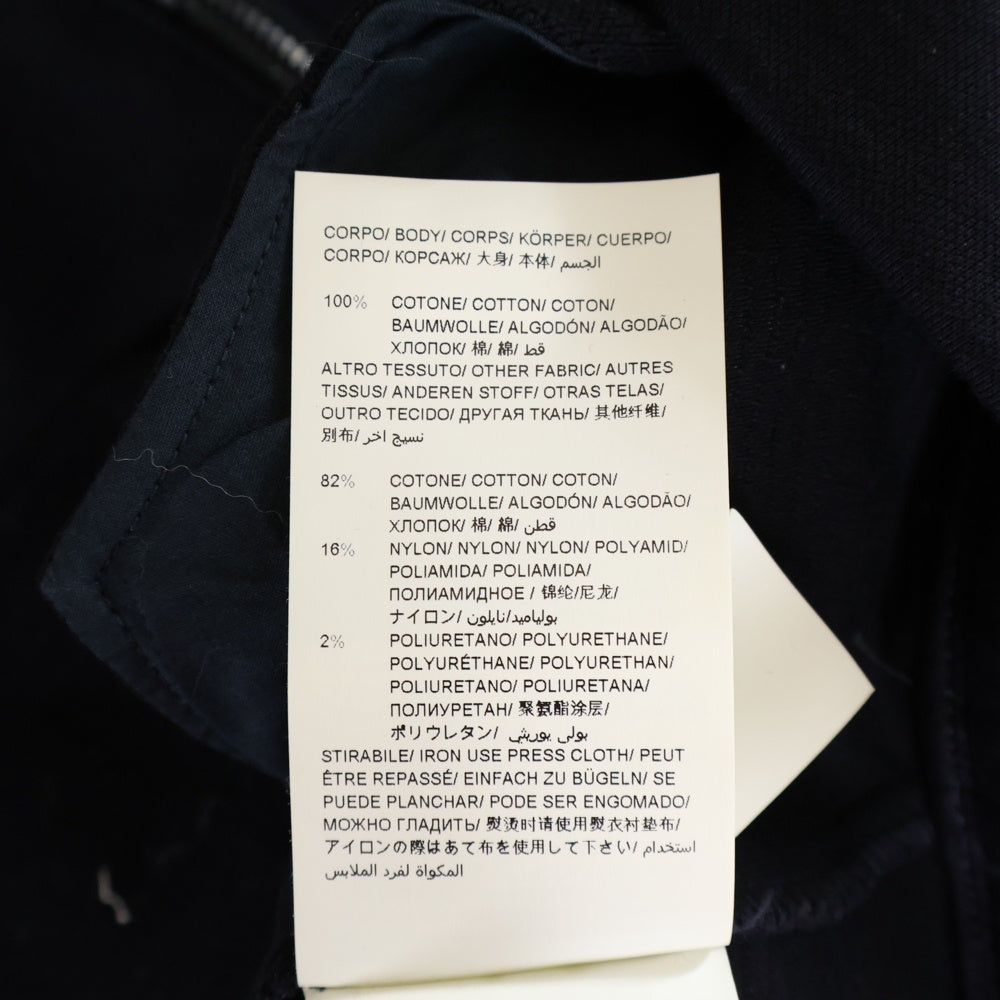 CORPO/ BODY/ CORPS/ KÖRPER/ CUERPO/
CORPO/ КОРСАЖ/ 大身/ 本体/ الجسم
100% COTONE/ COTTON/ COTON/
BAUMWOLLE/ ALGODÓN/ ALGODÃO/
ХЛОПОК/ 棉/ 綿/ قط
ALTRO TESSUTO/ OTHER FABRIC/ AUTRES
TISSUS/ ANDEREN STOFF/ OTRAS TELAS/
OUTRO TECIDO/ ДРУГАЯ ТКАНЬ/ 其他纤维/
別布/ نسيج اخر
82% COTONE/ COTTON/ COTON/
BAUMWOLLE/ ALGODÓN/ ALGODÃO/
ХЛОПОК/ 棉/ 綿/ قطن
16% NYLON/ NYLON/ NYLON/ POLYAMID/
POLIAMIDA/ POLIAMIDA/
ПОЛИАМИДНОЕ / 锦纶/尼龙/
ナイロン/ بولياميد/نايلون
2% POLIURETANO/ POLYURETHANE/
POLYURÉTHANE/ POLYURETHAN/
POLIURETANO/ POLIURETANA/
ПОЛИУРЕТАН/ 聚氨酯涂层/
ポリウレタン/ بولى يوريثي
STIRABILE/ IRON USE PRESS CLOTH/ PEUT
ÊTRE REPASSÉ/ EINFACH ZU BÜGELN/ SE
PUEDE PLANCHAR/ PODE SER ENGOMADO/
МОЖНО ГЛАДИТЬ/ 熨烫时请使用熨衣衬垫布/
アイロンの際はあて布を使用して下さい/ استخدام
المكواة لفرد الملابس